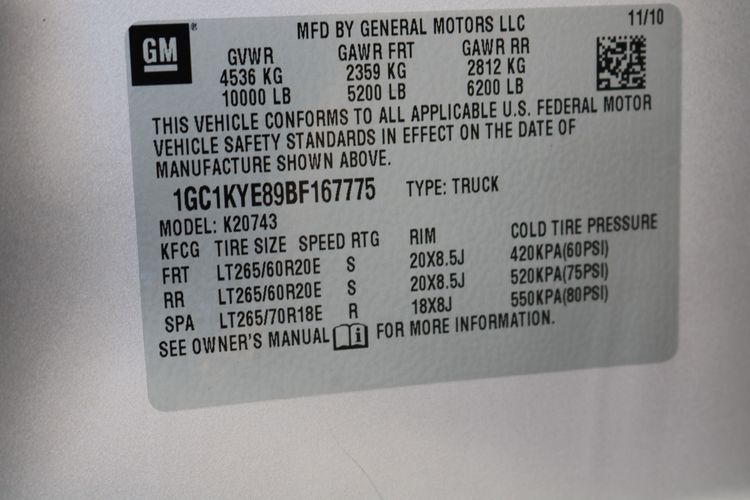 GM
MFD BY GENERAL MOTORS LLC
11/10
GVWR GAWR FRT GAWR RR
4536 KG 2359 KG 2812 KG
10000 LB 5200 LB 6200 LB
THIS VEHICLE CONFORMS TO ALL APPLICABLE U.S. FEDERAL MOTOR
VEHICLE SAFETY STANDARDS IN EFFECT ON THE DATE OF
MANUFACTURE SHOWN ABOVE.
1GC1KYE89BF167775 TYPE: TRUCK
MODEL: K20743
KFCG TIRE SIZE SPEED RTG RIM COLD TIRE PRESSURE
FRT LT265/60R20E S 20X8.5J 420KPA(60PSI)
RR LT265/60R20E S 20X8.5J 520KPA(75PSI)
SPA LT265/70R18E R 18X8J 550KPA(80PSI)
SEE OWNER'S MANUAL i FOR MORE INFORMATION.